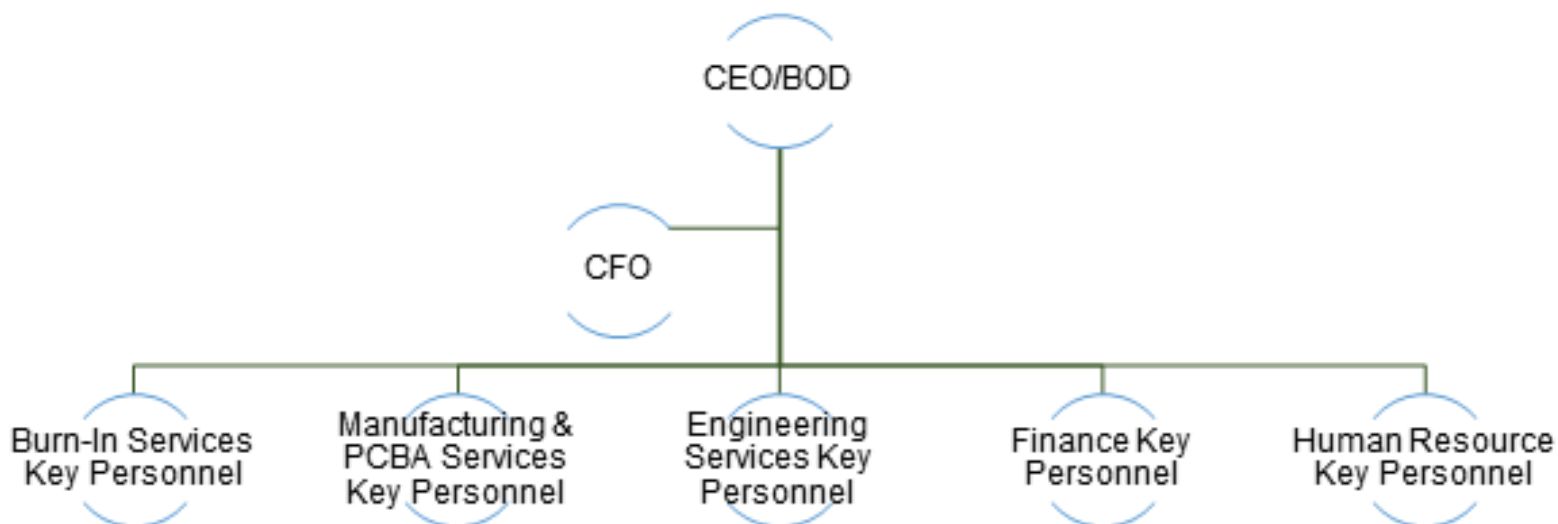 CEO/BOD
CFO
Burn-In Services
Key Personnel
Manufacturing &
PCBA Services
Key Personnel
Engineering
Services Key
Personnel
Finance Key
Personnel
Human Resource
Key Personnel